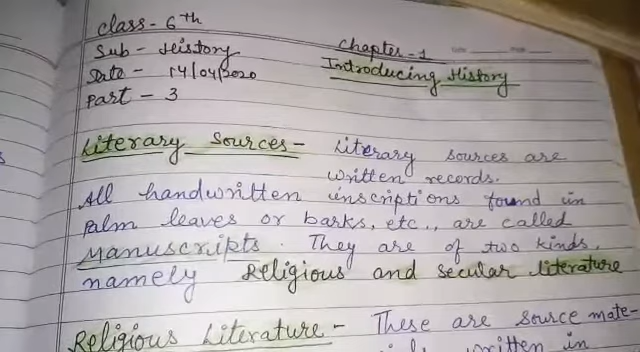 Class - 6th
Sub - History
Date - 14/04/2020
Part - 3
Chapter - 1
Introducing History
Literary Sources - Literary sources are
written records.
All handwritten inscriptions found in
palm leaves or barks, etc., are called
manuscripts. They are of two kinds,
namely Religious and secular literature
Religious Literature - These are source mate-
written in